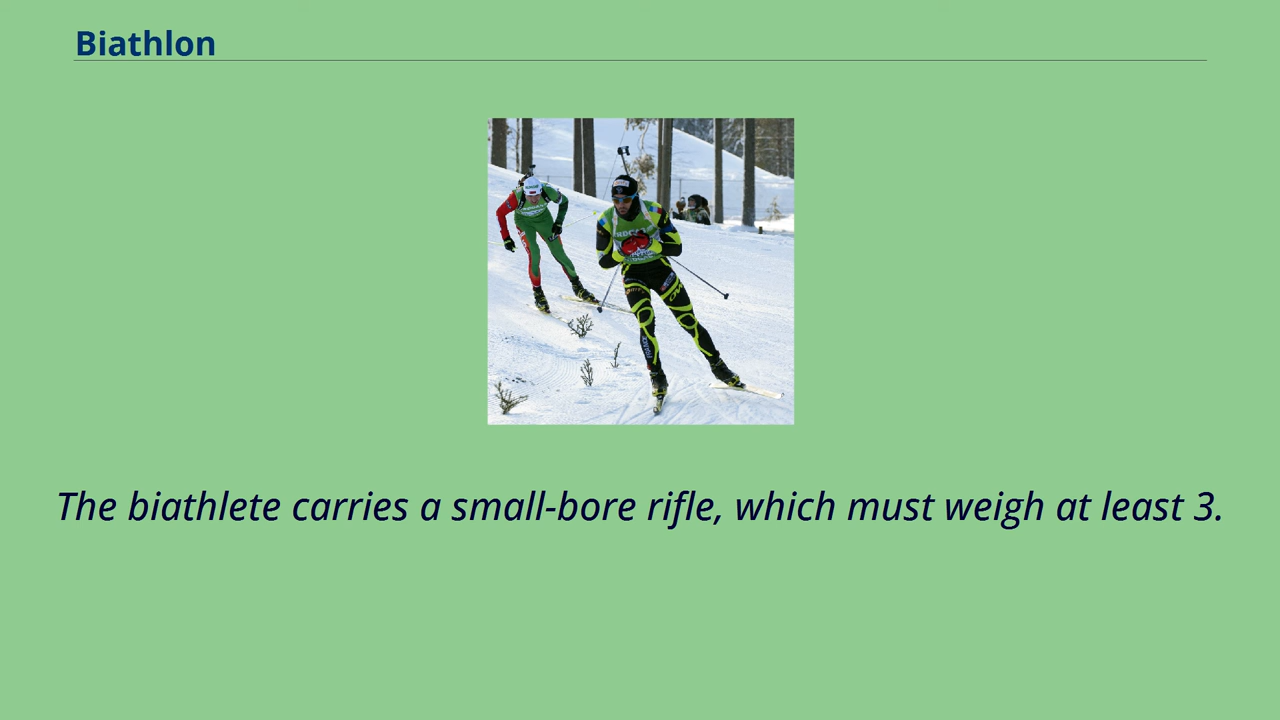 Biathlon
The biathlete carries a small-bore rifle, which must weigh at least 3.